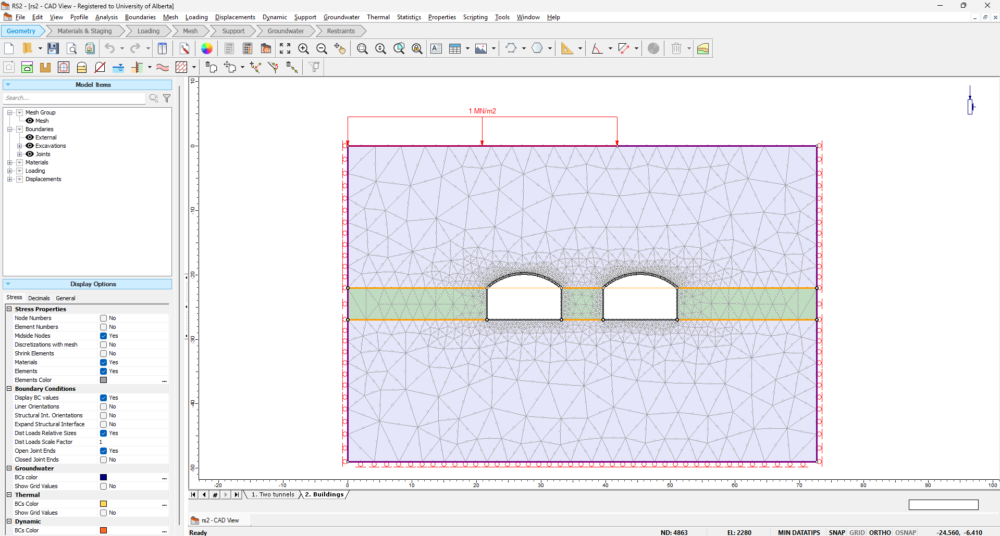 RS2 - [rs2 - CAD View - Registered to University of Alberta]
File Edit View Profile Analysis Boundaries Mesh Loading Displacements Dynamic Support Groundwater Thermal Statistics Properties Scripting Tools Window Help
Geometry Materials & Staging Loading Mesh Support Groundwater Restraints
Model Items
Search...
Mesh Group
Mesh
Boundaries
External
Excavations
Joints
Materials
Loading
Displacements
Display Options
Stress Decimals General
Stress Properties
Node Numbers No
Element Numbers No
Midside Nodes Yes
Discretizations with mesh No
Shrink Elements No
Materials Yes
Elements Yes
Elements Color ...
Boundary Conditions
Display BC values Yes
Liner Orientations No
Structural Int. Orientations No
Expand Structural Interface No
Dist Loads Relative Sizes Yes
Dist Loads Scale Factor 1
Open Joint Ends Yes
Closed Joint Ends No
Groundwater
BCs color ...
Show Grid Values No
Thermal
BCs Color ...
Show Grid Values No
Dynamic
BCs Color ...
10
0
-10
-20
-30
-40
-50
1 MN/m2
-20 -10 0 10 20 30 40 50 60 70 80 90 100
# 1. Two tunnels 2. Buildings
rs2 - CAD View
Ready ND: 4863 EL: 2280 MIN DATATIPS SNAP GRID ORTHO OSNAP -24.560, -6.410